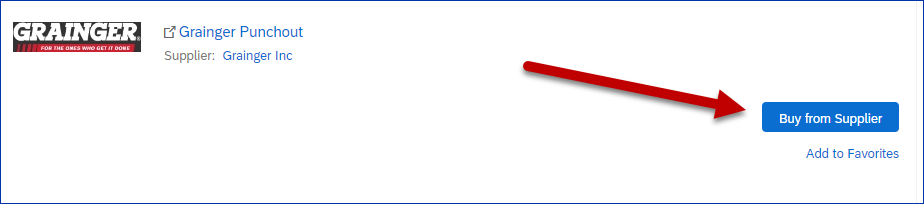 GRAINGER®
FOR THE ONES WHO GET IT DONE
Grainger Punchout
Supplier: Grainger Inc
Buy from Supplier
Add to Favorites